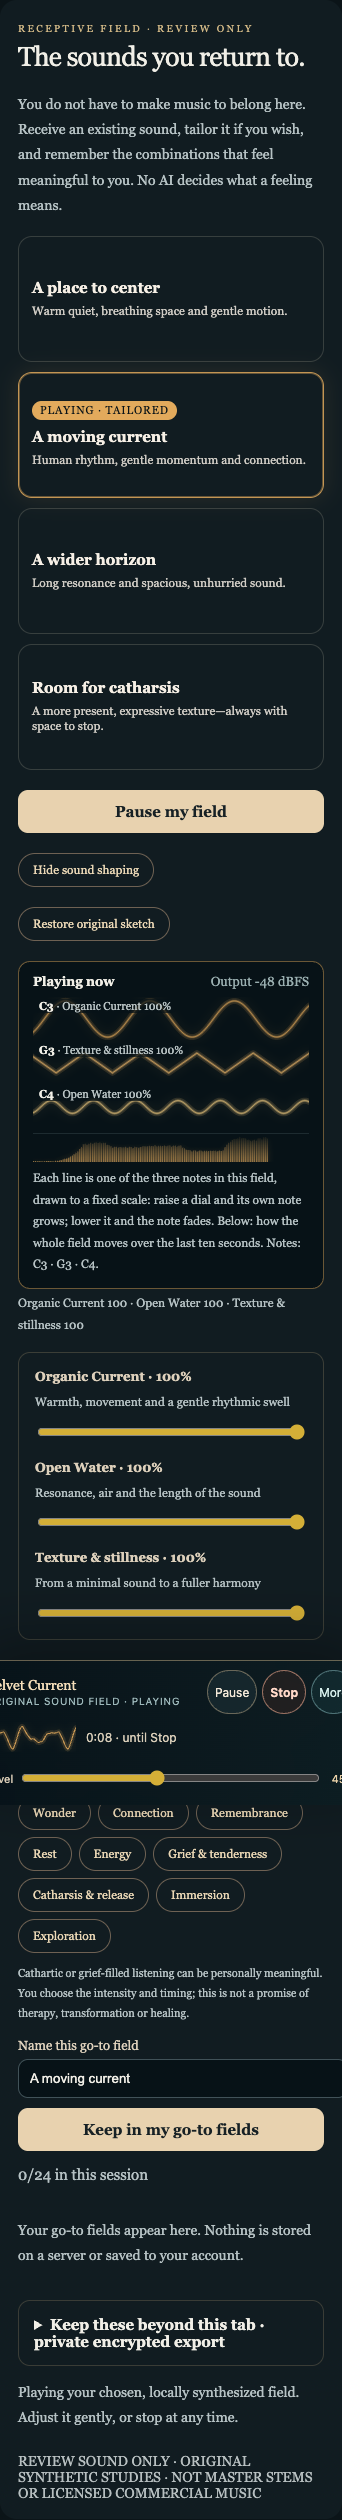 RECEPTIVE FIELD · REVIEW ONLY
The sounds you return to.
You do not have to make music to belong here.
Receive an existing sound, tailor it if you wish,
and remember the combinations that feel
meaningful to you. No AI decides what a feeling
means.
A place to center
Warm quiet, breathing space and gentle motion.
PLAYING · TAILORED
A moving current
Human rhythm, gentle momentum and connection.
A wider horizon
Long resonance and spacious, unhurried sound.
Room for catharsis
A more present, expressive texture—always with
space to stop.
Pause my field
Hide sound shaping
Restore original sketch
Playing now
Output -48 dBFS
C3 · Organic Current 100%
G3 · Texture & stillness 100%
C4 · Open Water 100%
Each line is one of the three notes in this field,
drawn to a fixed scale: raise a dial and its own note
grows; lower it and the note fades. Below: how the
whole field moves over the last ten seconds. Notes:
C3 · G3 · C4.
Organic Current 100 · Open Water 100 · Texture &
stillness 100
Organic Current · 100%
Warmth, movement and a gentle rhythmic swell
Open Water · 100%
Resonance, air and the length of the sound
Texture & stillness · 100%
From a minimal sound to a fuller harmony
elvet Current
RIGINAL SOUND FIELD · PLAYING
Pause
Stop
Mor
0:08 · until Stop
vel
45
Wonder
Connection
Remembrance
Rest
Energy
Grief & tenderness
Catharsis & release
Immersion
Exploration
Cathartic or grief-filled listening can be personally meaningful.
You choose the intensity and timing; this is not a promise of
therapy, transformation or healing.
Name this go-to field
A moving current
Keep in my go-to fields
0/24 in this session
Your go-to fields appear here. Nothing is stored
on a server or saved to your account.
▶ Keep these beyond this tab ·
private encrypted export
Playing your chosen, locally synthesized field.
Adjust it gently, or stop at any time.
REVIEW SOUND ONLY · ORIGINAL
SYNTHETIC STUDIES · NOT MASTER STEMS
OR LICENSED COMMERCIAL MUSIC